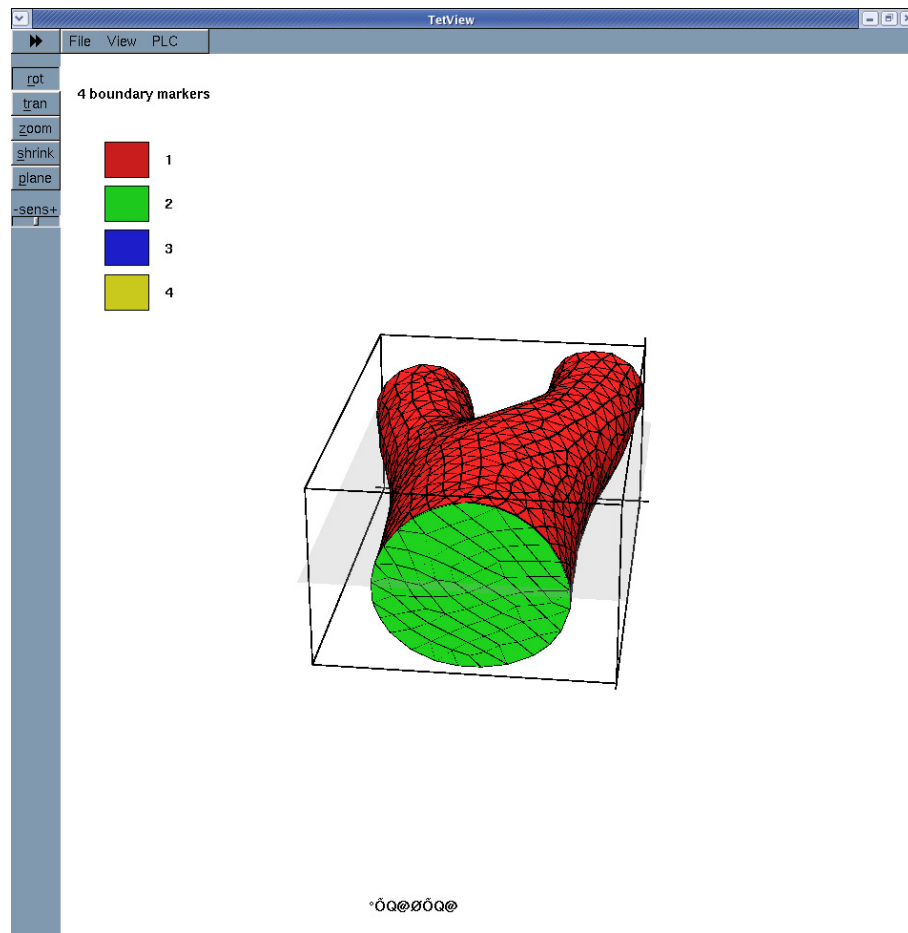 TetView
File View PLC
rot
tran
zoom
shrink
plane
-sens+
4 boundary markers
1
2
3
4
°ÕQ@ØÕQ@